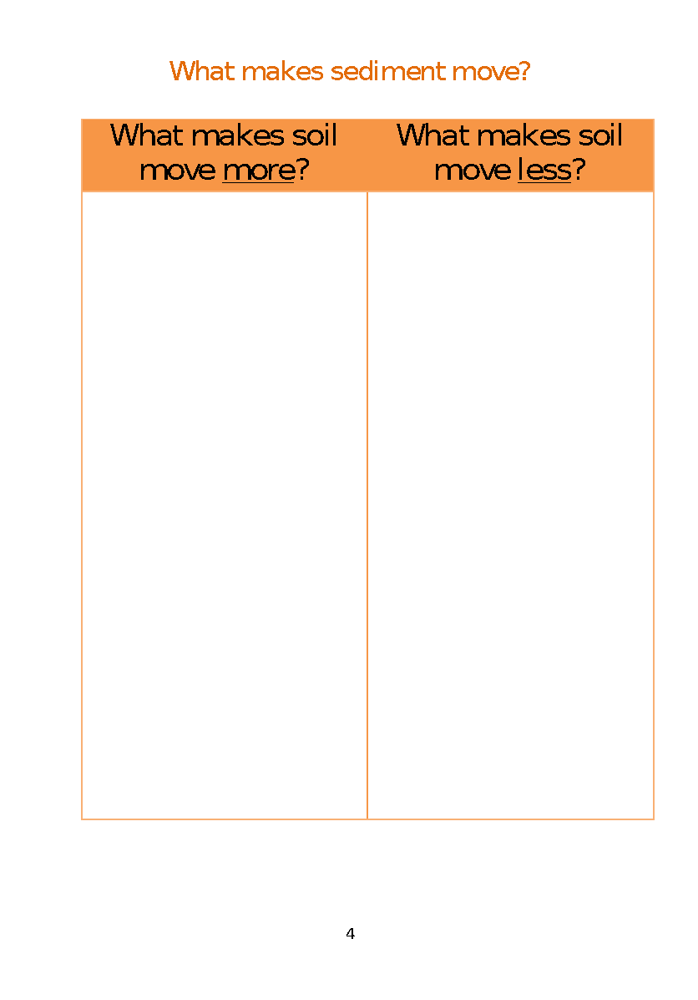 What makes sediment move?
What makes soil
move more?
What makes soil
move less?
4